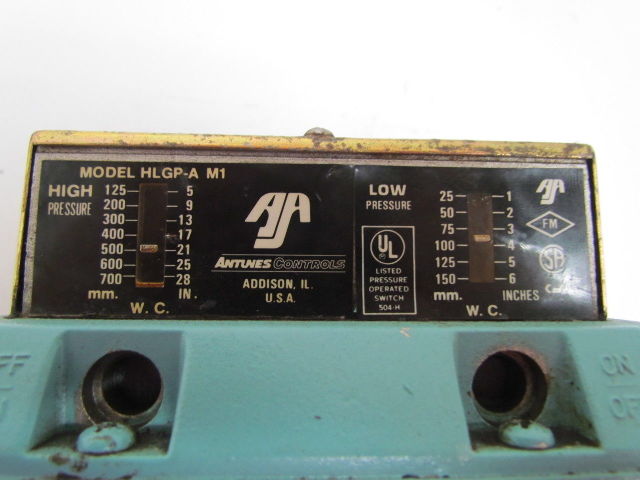 MODEL HLGP-A M1
HIGH PRESSURE
125 5
200 9
300 13
400 17
500 21
600 25
700 28
mm. IN.
W. C.
AJA
ANTUNES CONTROLS
ADDISON, IL.
U.S.A.
LOW PRESSURE
UL
LISTED
PRESSURE
OPERATED
SWITCH
504-H
25 1
50 2
75 3
100 4
125 5
150 6
mm. INCHES
W. C.
FM
SA
ON